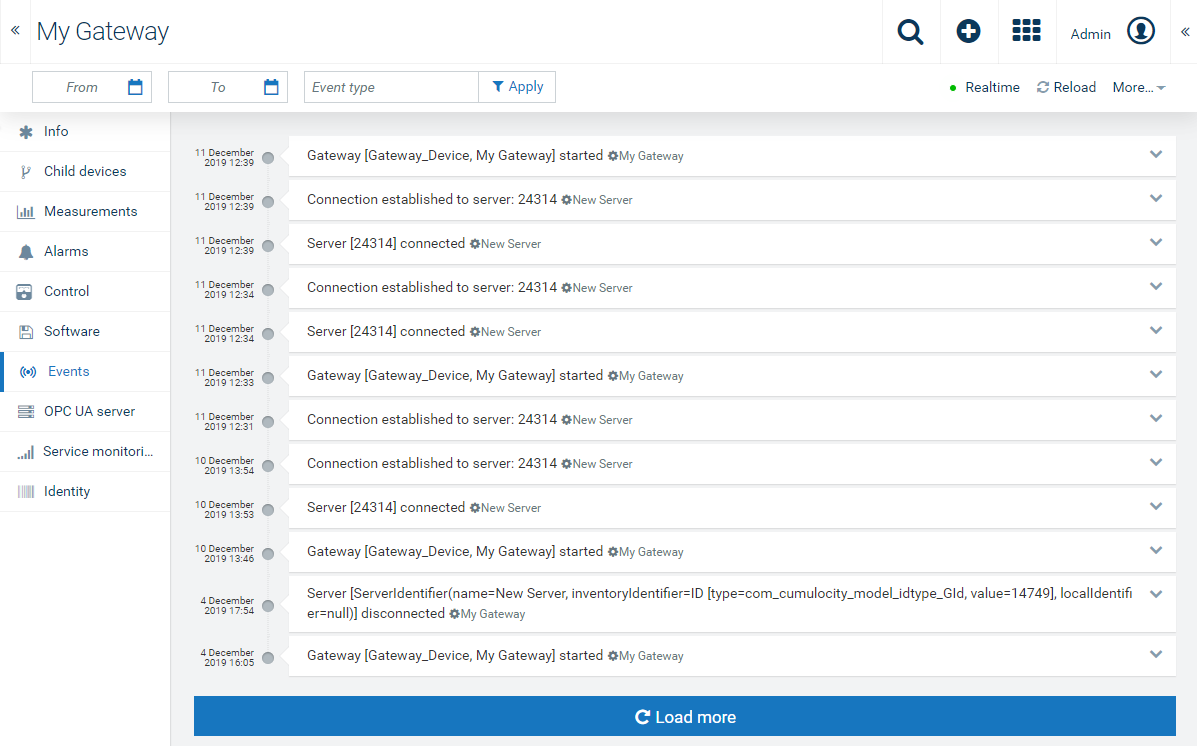 « My Gateway Admin «
From To Event type Apply Realtime Reload More...
Info
Child devices
Measurements
Alarms
Control
Software
Events
OPC UA server
Service monitori...
Identity
11 December
2019 12:39
Gateway [Gateway_Device, My Gateway] started My Gateway
11 December
2019 12:39
Connection established to server: 24314 New Server
11 December
2019 12:39
Server [24314] connected New Server
11 December
2019 12:34
Connection established to server: 24314 New Server
11 December
2019 12:34
Server [24314] connected New Server
11 December
2019 12:33
Gateway [Gateway_Device, My Gateway] started My Gateway
11 December
2019 12:31
Connection established to server: 24314 New Server
10 December
2019 13:54
Connection established to server: 24314 New Server
10 December
2019 13:53
Server [24314] connected New Server
10 December
2019 13:46
Gateway [Gateway_Device, My Gateway] started My Gateway
4 December
2019 17:54
Server [ServerIdentifier(name=New Server, inventoryIdentifier=ID [type=com_cumulocity_model_idtype_GId, value=14749], localIdentifi
er=null)] disconnected My Gateway
4 December
2019 16:05
Gateway [Gateway_Device, My Gateway] started My Gateway
Load more